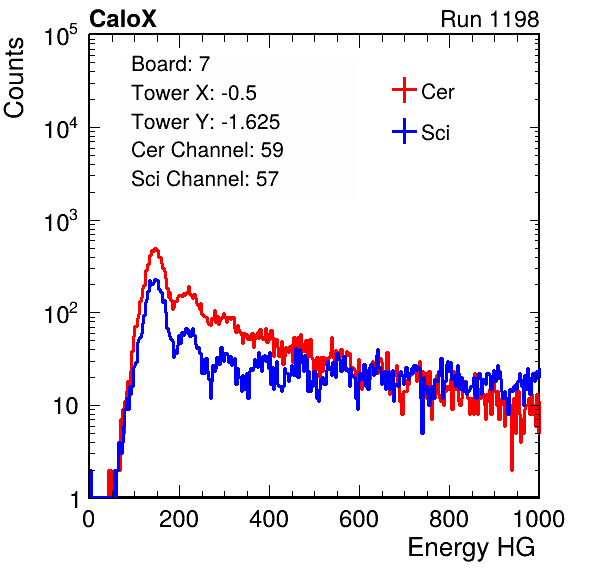 CaloX Run 1198
Counts
10^5
10^4
10^3
10^2
10
1
Board: 7
Tower X: -0.5
Tower Y: -1.625
Cer Channel: 59
Sci Channel: 57
Cer
Sci
0 200 400 600 800 1000
Energy HG